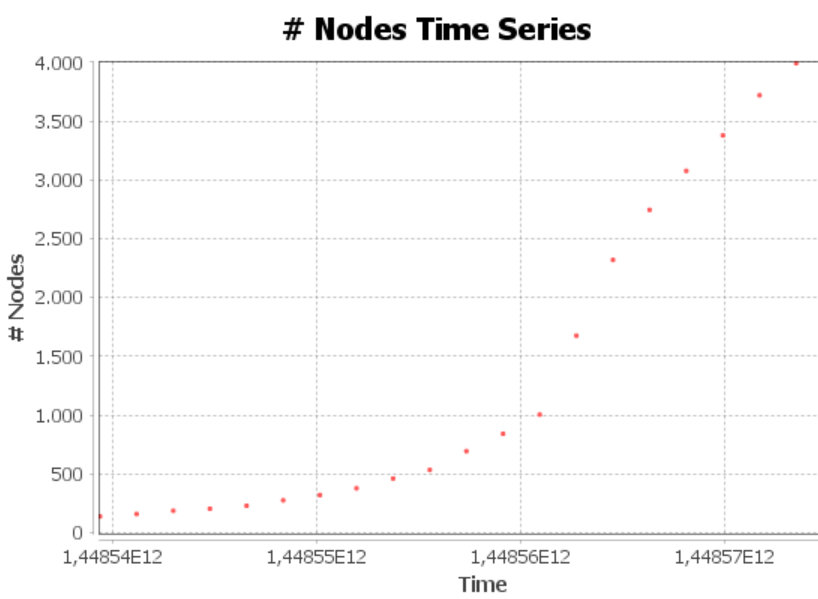 # Nodes Time Series
4.000
3.500
3.000
2.500
2.000
1.500
1.000
500
0
# Nodes
1,44854E12 1,44855E12 1,44856E12 1,44857E12
Time